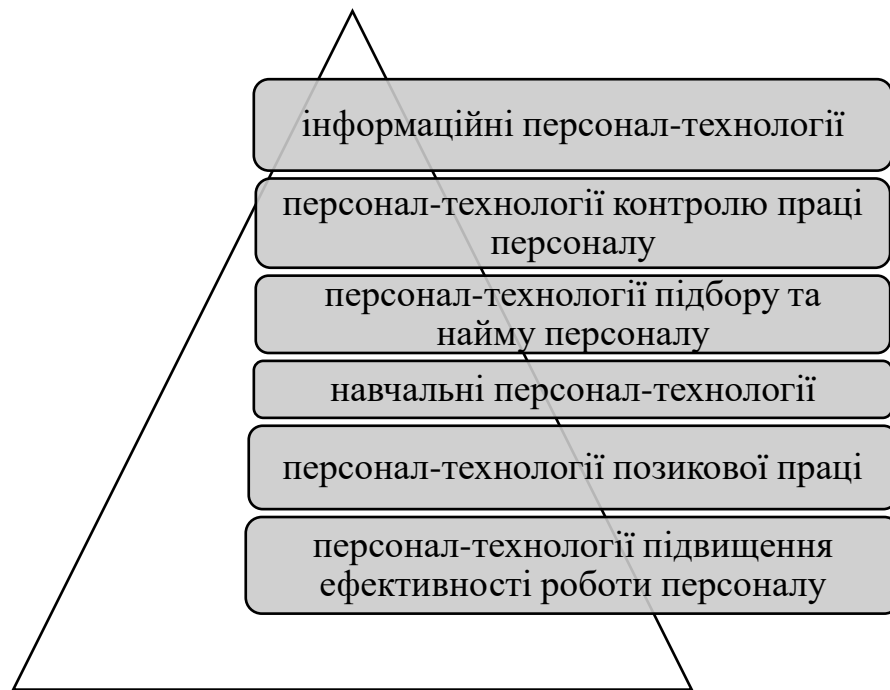 інформаційні персонал-технології
персонал-технології контролю праці
персоналу
персонал-технології підбору та
найму персоналу
навчальні персонал-технології
персонал-технології позикової праці
персонал-технології підвищення
ефективності роботи персоналу